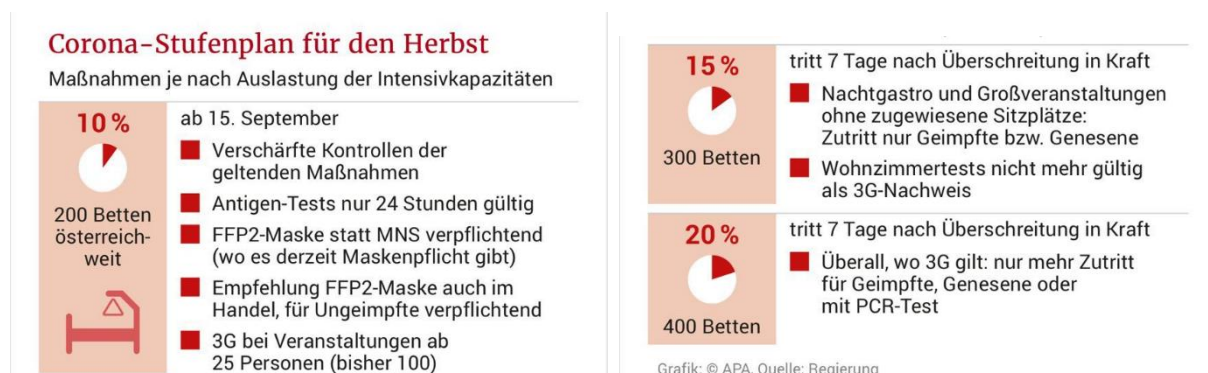 Corona-Stufenplan für den Herbst
Maßnahmen je nach Auslastung der Intensivkapazitäten
10 %
200 Betten
österreich-
weit
ab 15. September
Verschärfte Kontrollen der
geltenden Maßnahmen
Antigen-Tests nur 24 Stunden gültig
FFP2-Maske statt MNS verpflichtend
(wo es derzeit Maskenpflicht gibt)
Empfehlung FFP2-Maske auch im
Handel, für Ungeimpfte verpflichtend
3G bei Veranstaltungen ab
25 Personen (bisher 100)
15 %
300 Betten
tritt 7 Tage nach Überschreitung in Kraft
Nachtgastro und Großveranstaltungen
ohne zugewiesene Sitzplätze:
Zutritt nur Geimpfte bzw. Genesene
Wohnzimmertests nicht mehr gültig
als 3G-Nachweis
20 %
400 Betten
tritt 7 Tage nach Überschreitung in Kraft
Überall, wo 3G gilt: nur mehr Zutritt
für Geimpfte, Genesene oder
mit PCR-Test
Grafik: © APA, Quelle: Regierung